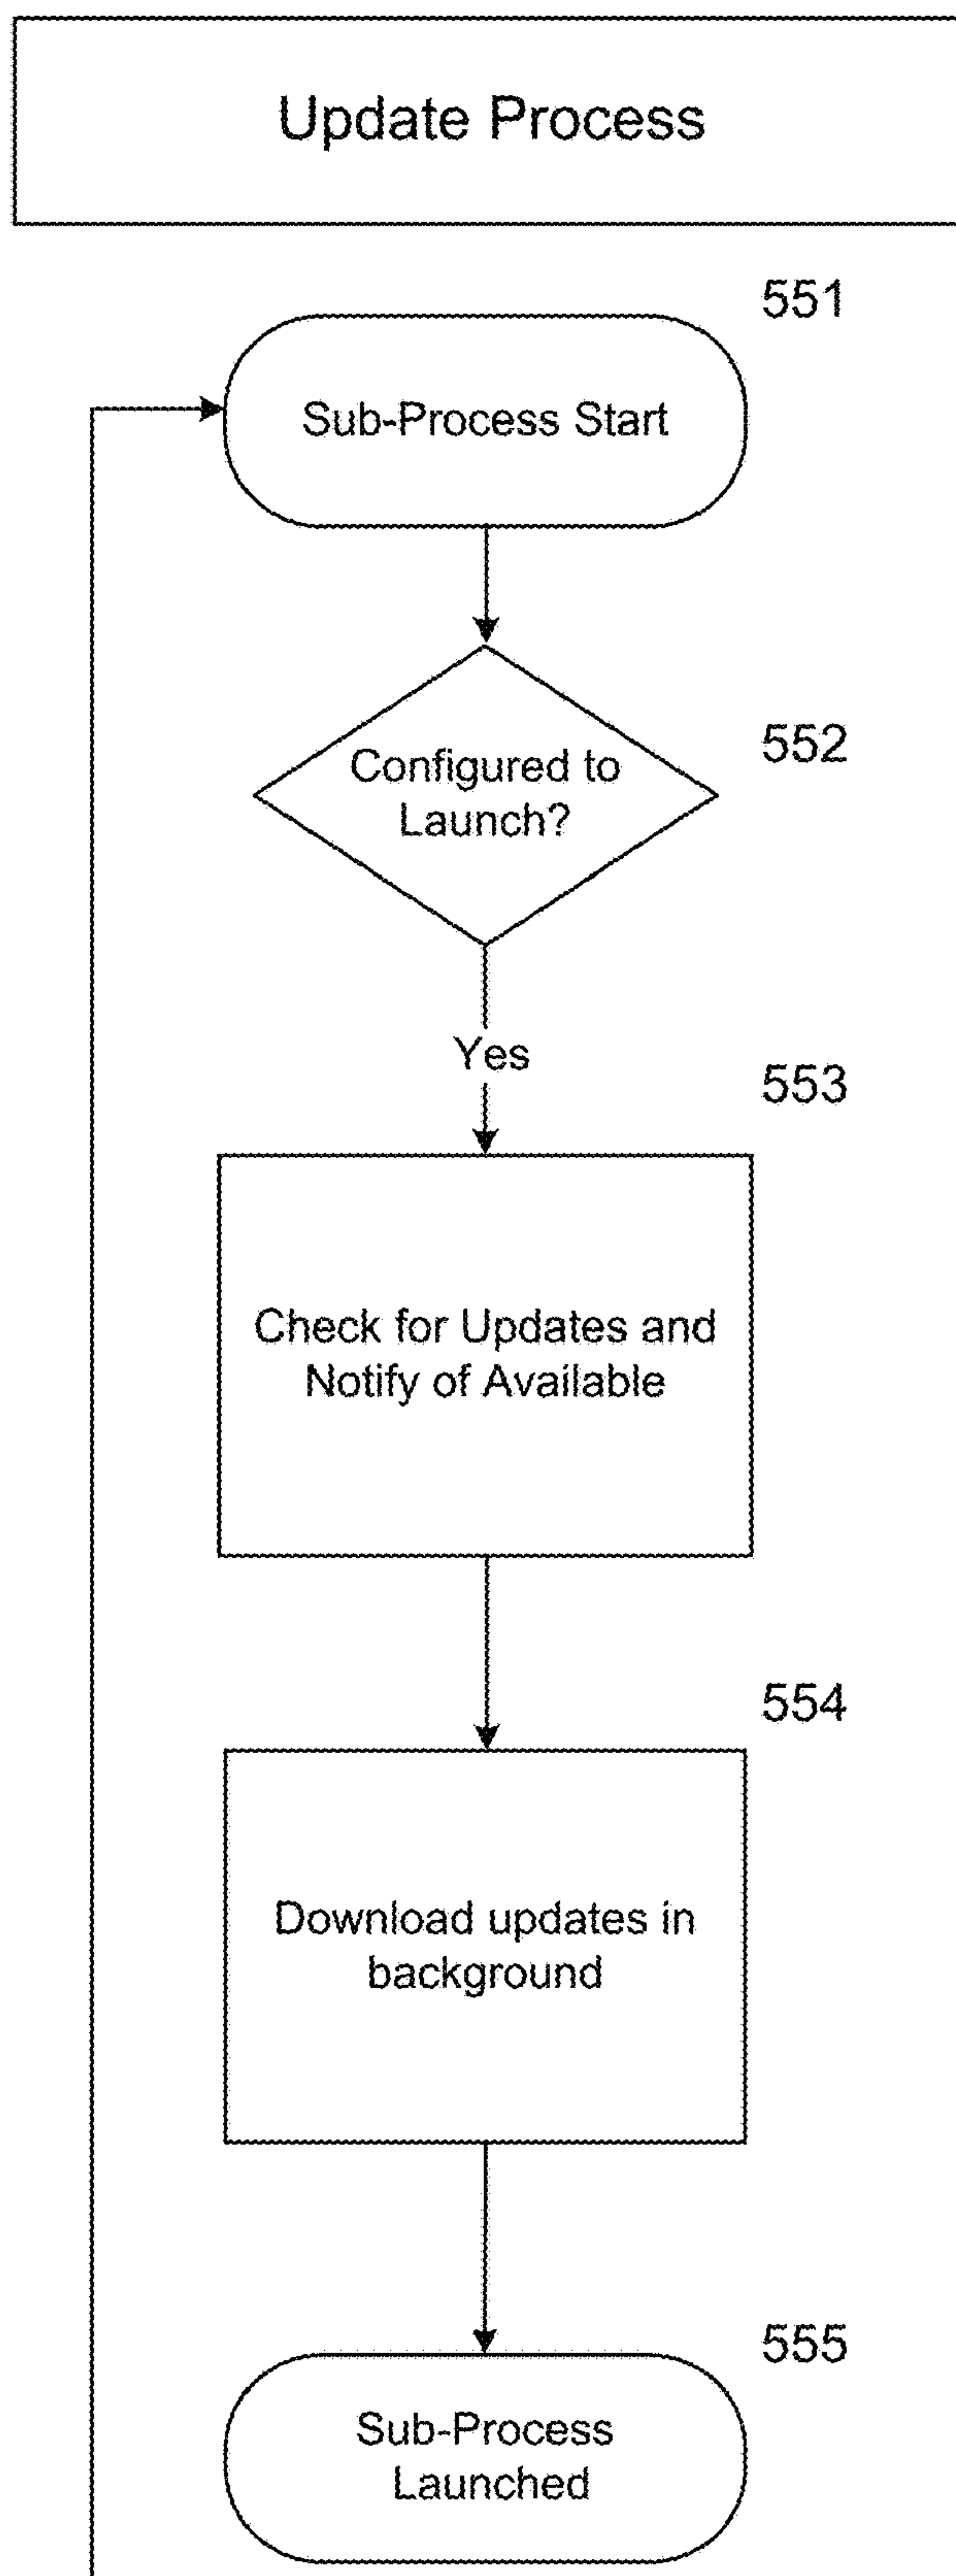 Update Process
551
Sub-Process Start
552
Configured to
Launch?
Yes
553
Check for Updates and
Notify of Available
554
Download updates in
background
555
Sub-Process
Launched